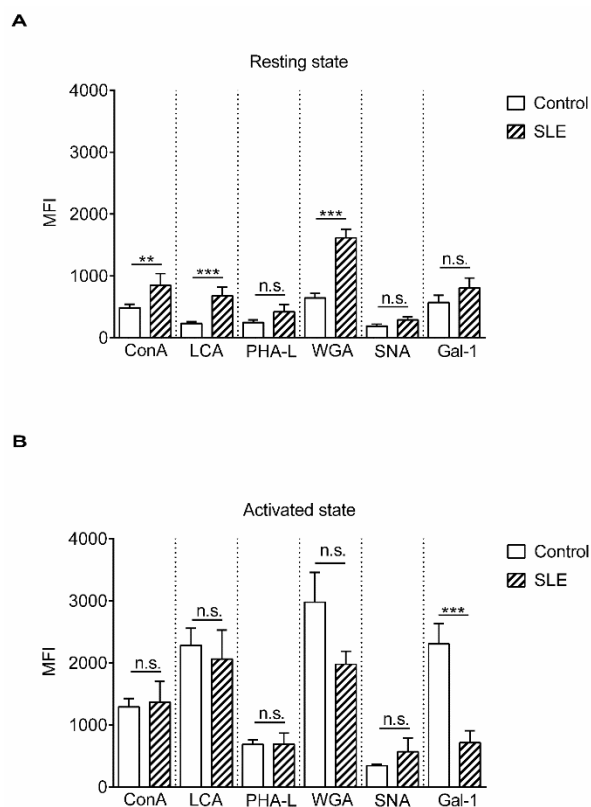 A
Resting state
4000
3000
2000
1000
0
MFI
Control
SLE
** *** n.s. *** n.s. n.s.
ConA LCA PHA-L WGA SNA Gal-1
B
Activated state
4000
3000
2000
1000
0
MFI
Control
SLE
n.s. n.s. n.s. n.s. n.s. ***
ConA LCA PHA-L WGA SNA Gal-1